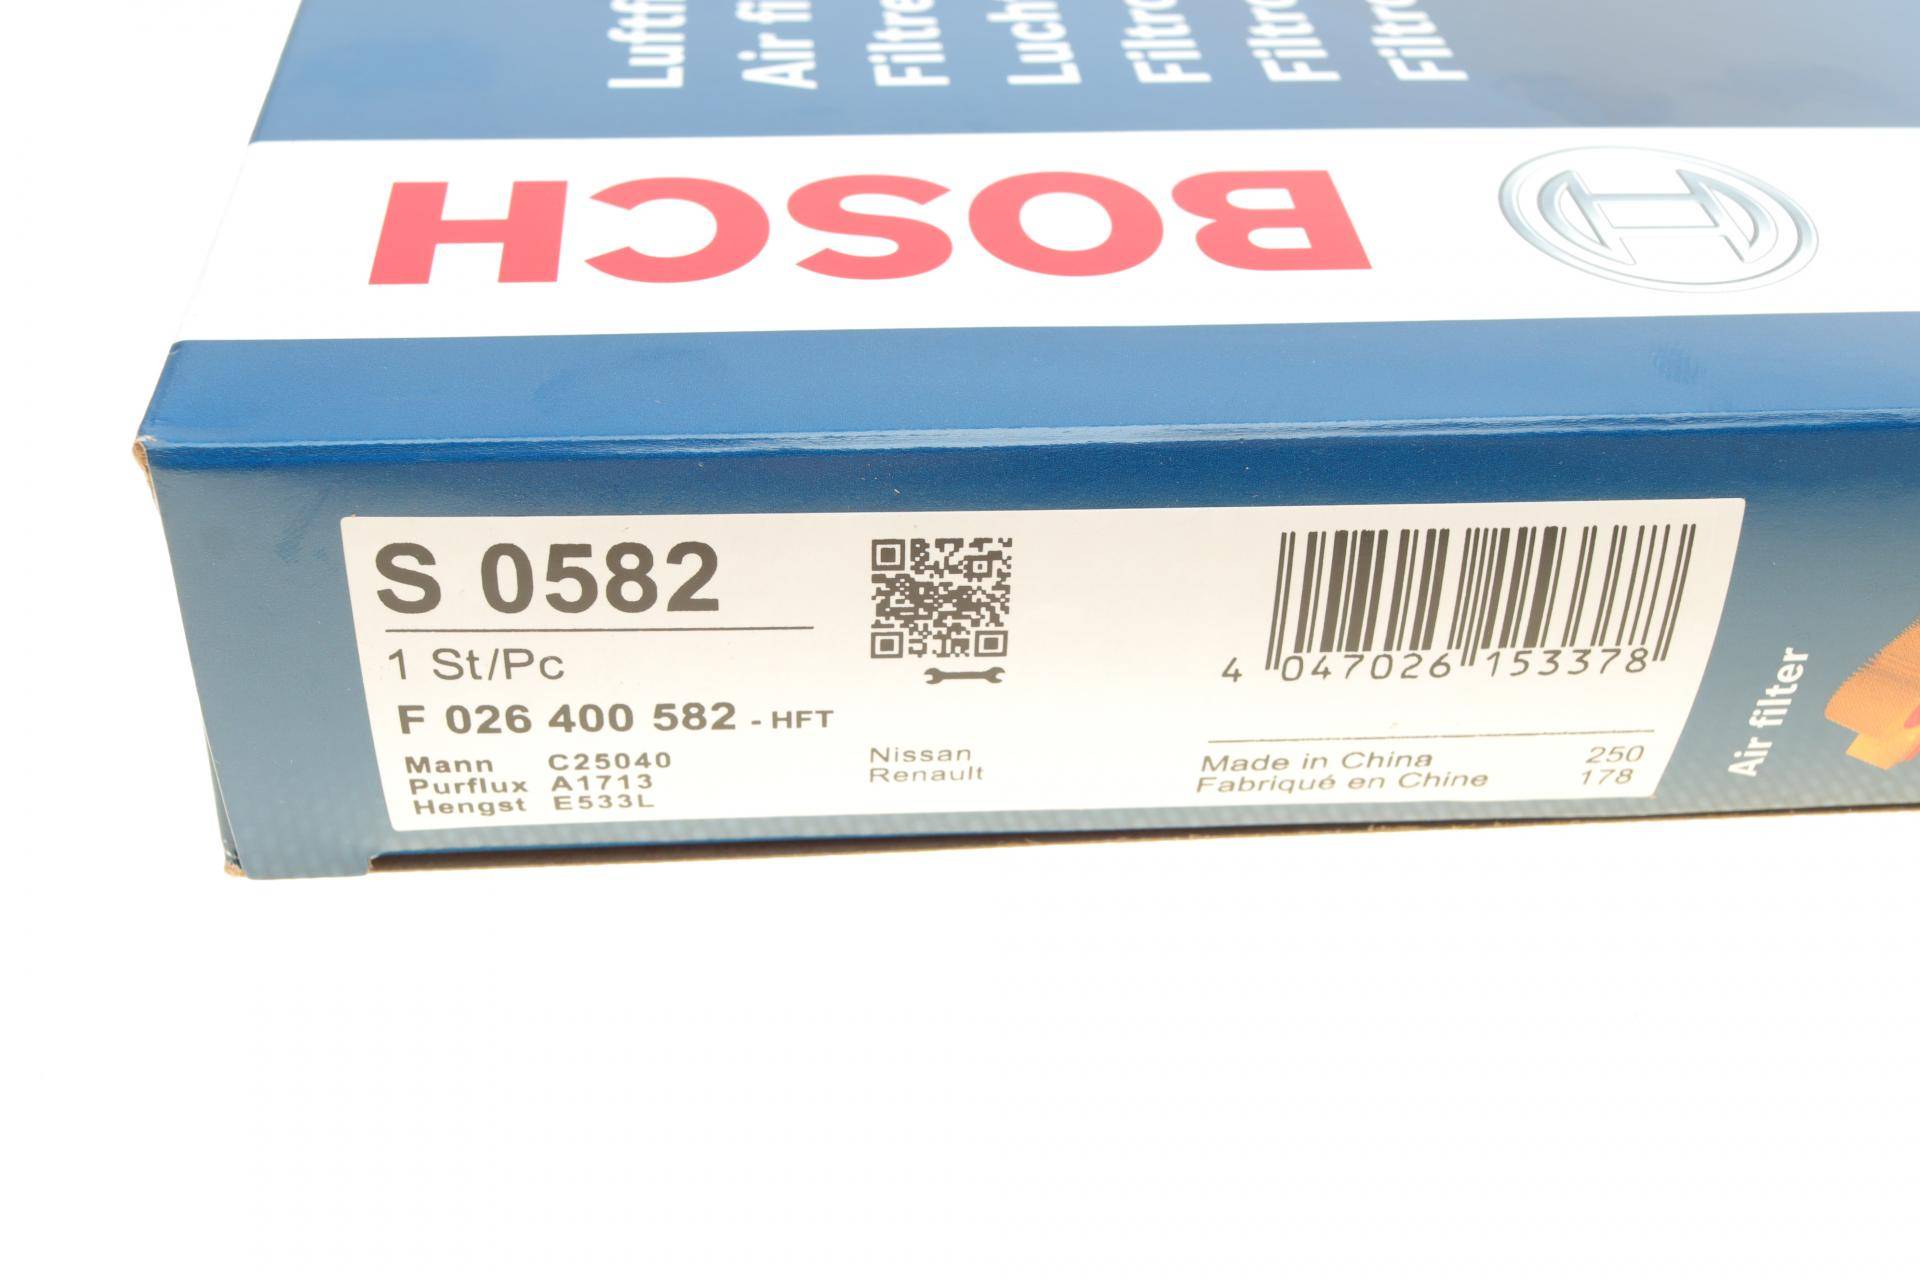 Air
BOSCH
S 0582
1 St/Pc
F 026 400 582 - HFT
Mann C25040
Purflux A1713
Hengst E533L
Nissan
Renault
4 047026 153378
Made in China 250
Fabriqué en Chine 178
Air filter